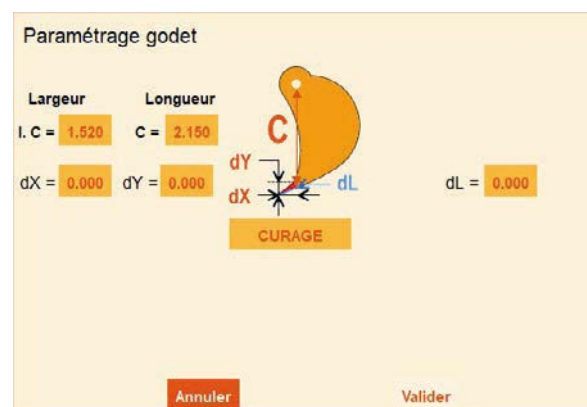 Paramétrage godet
Largeur Longueur
l. C = 1.520 C = 2.150
C
dY
dX = 0.000 dY = 0.000 dX dL dL = 0.000
CURAGE
Annuler Valider